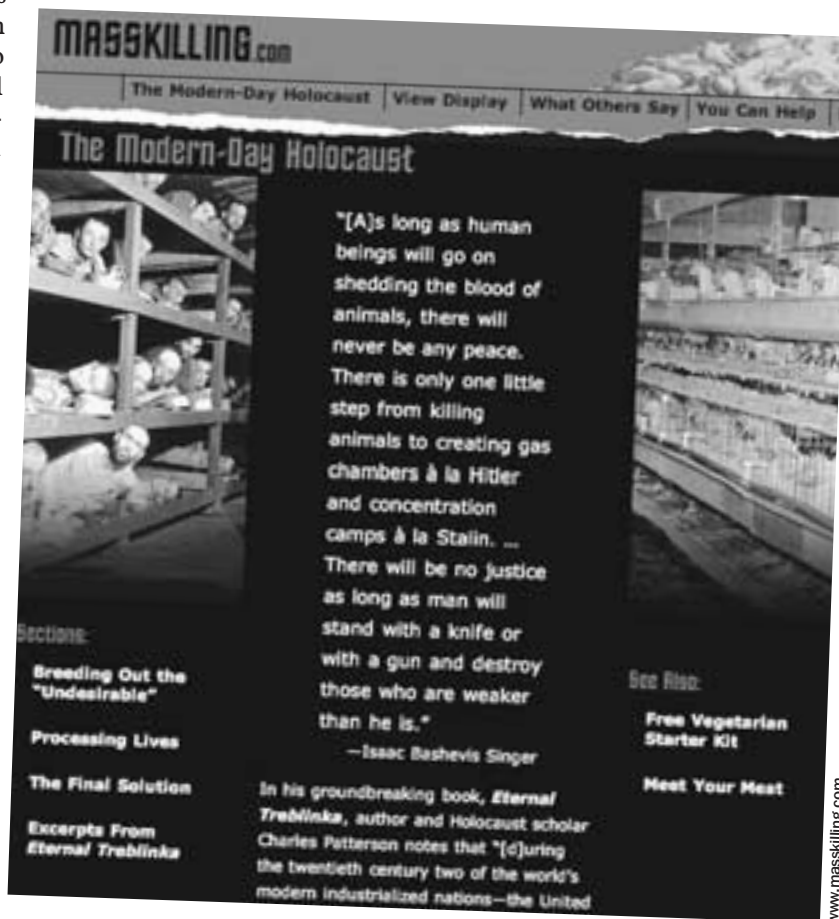 MASSKILLING.com
The Modern-Day Holocaust
View Display
What Others Say
You Can Help
The Modern-Day Holocaust
"[A]s long as human
beings will go on
shedding the blood of
animals, there will
never be any peace.
There is only one little
step from killing
animals to creating gas
chambers à la Hitler
and concentration
camps à la Stalin. ...
There will be no justice
as long as man will
stand with a knife or
with a gun and destroy
those who are weaker
than he is."
—Isaac Bashevis Singer
In his groundbreaking book, Eternal
Treblinka, author and Holocaust scholar
Charles Patterson notes that "[d]uring
the twentieth century two of the world's
modern industrialized nations—the United
Sections:
Breeding Out the
"Undesirable"
Processing Lives
The Final Solution
Excerpts From
Eternal Treblinka
See Also:
Free Vegetarian
Starter Kit
Meet Your Meat
www.masskilling.com